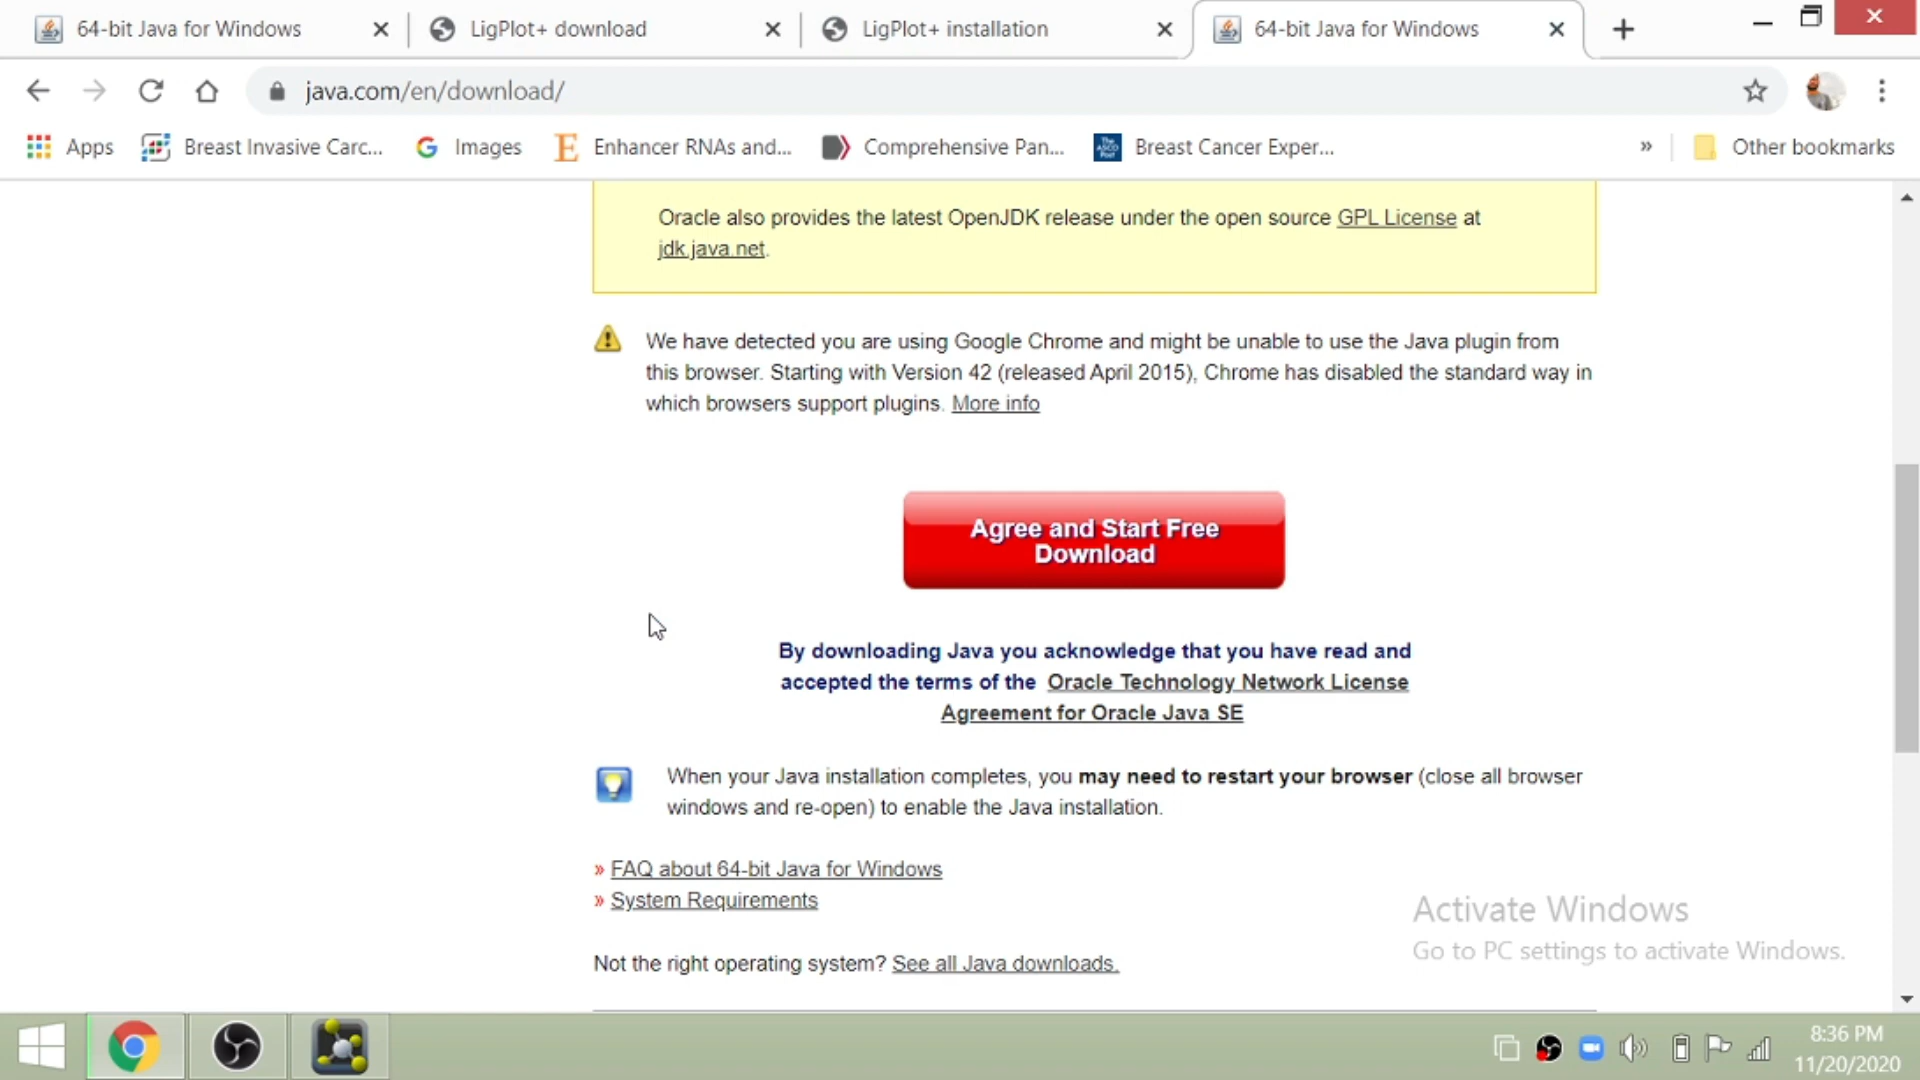 64-bit Java for Windows
LigPlot+ download
LigPlot+ installation
64-bit Java for Windows
java.com/en/download/
Apps
Breast Invasive Carc...
Images
Enhancer RNAs and...
Comprehensive Pan...
The ASCO Post
Breast Cancer Exper...
»
Other bookmarks
Oracle also provides the latest OpenJDK release under the open source GPL License at
jdk.java.net.
We have detected you are using Google Chrome and might be unable to use the Java plugin from
this browser. Starting with Version 42 (released April 2015), Chrome has disabled the standard way in
which browsers support plugins. More info
Agree and Start Free
Download
By downloading Java you acknowledge that you have read and
accepted the terms of the Oracle Technology Network License
Agreement for Oracle Java SE
When your Java installation completes, you may need to restart your browser (close all browser
windows and re-open) to enable the Java installation.
» FAQ about 64-bit Java for Windows
» System Requirements
Activate Windows
Go to PC settings to activate Windows.
Not the right operating system? See all Java downloads.
8:36 PM
11/20/2020